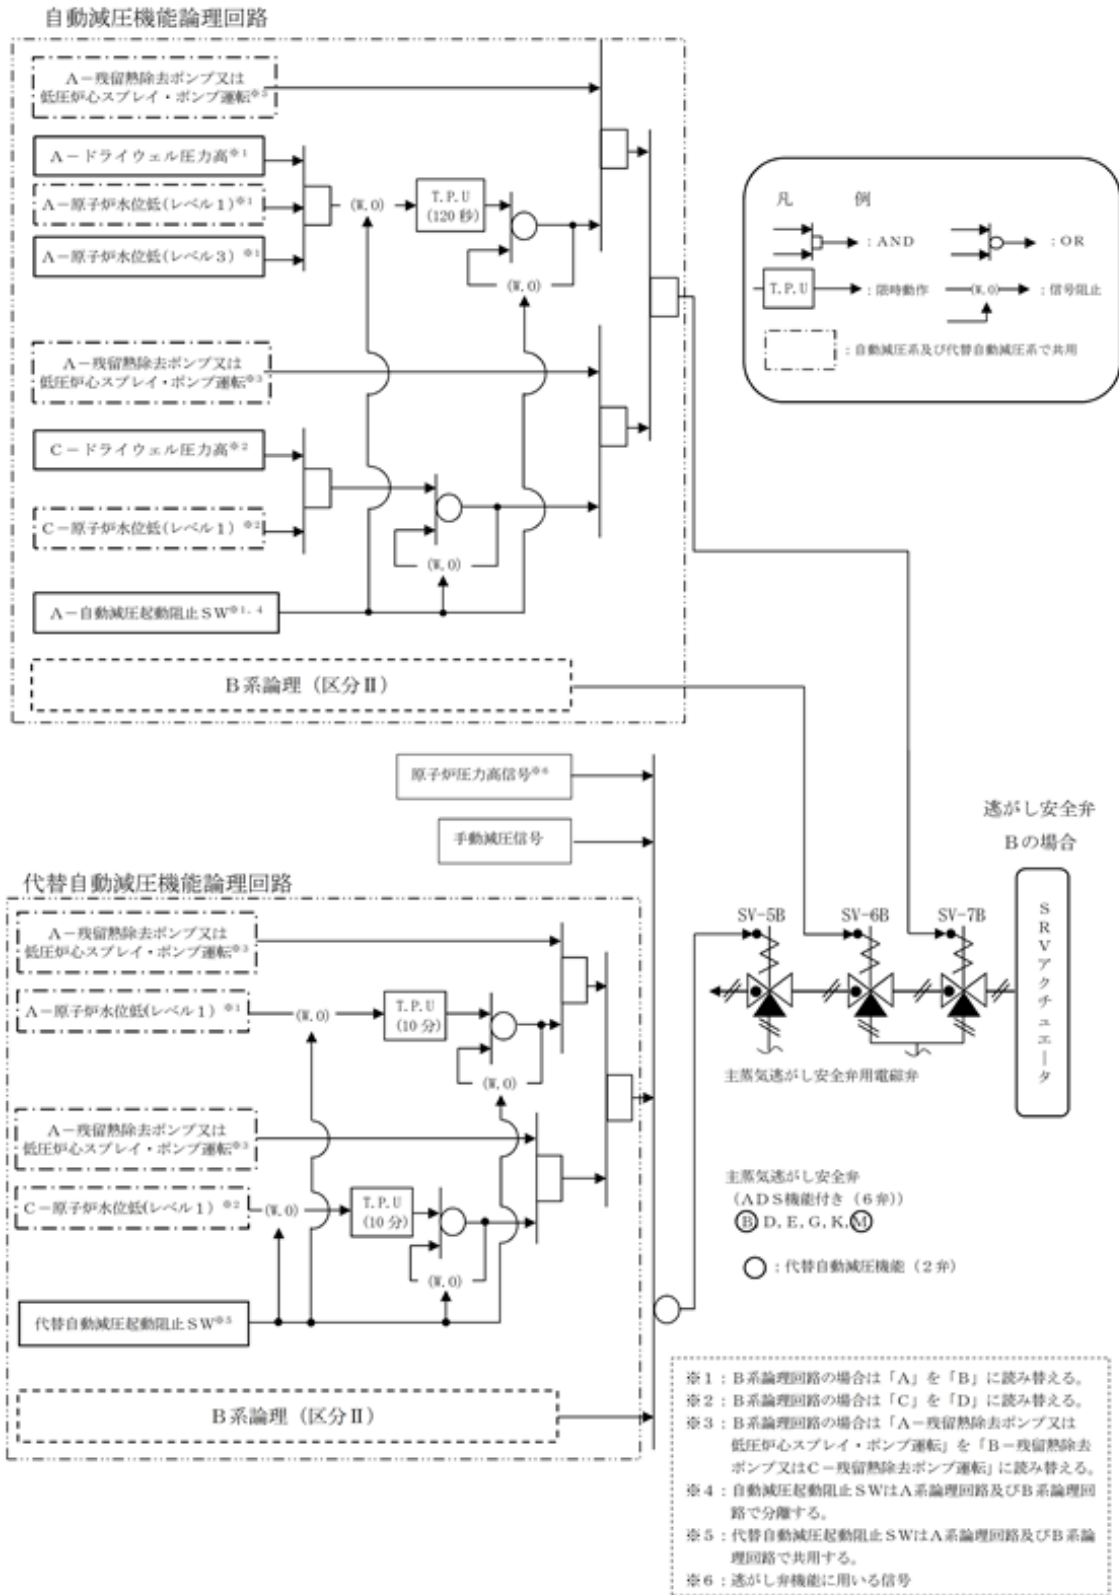 自動減圧機能論理回路
A－残留熱除去ポンプ又は
低圧炉心スプレイ・ポンプ運転※3
A－ドライウェル圧力高※1
A－原子炉水位低(レベル1)※1
A－原子炉水位低(レベル3)※1
(W.O)
T.P.U
(120秒)
(W.O)
A－残留熱除去ポンプ又は
低圧炉心スプレイ・ポンプ運転※3
C－ドライウェル圧力高※2
C－原子炉水位低(レベル1)※2
(W.O)
A－自動減圧起動阻止SW※1.4
B系論理（区分Ⅱ）
凡　例
：AND
：OR
T.P.U
：限時動作
(W.O)
：信号阻止
：自動減圧系及び代替自動減圧系で共用
原子炉圧力高信号※6
手動減圧信号
代替自動減圧機能論理回路
A－残留熱除去ポンプ又は
低圧炉心スプレイ・ポンプ運転※3
A－原子炉水位低(レベル1)※1
(W.O)
T.P.U
(10分)
(W.O)
A－残留熱除去ポンプ又は
低圧炉心スプレイ・ポンプ運転※3
C－原子炉水位低(レベル1)※2
(W.O)
T.P.U
(10分)
(W.O)
代替自動減圧起動阻止SW※5
B系論理（区分Ⅱ）
逃がし安全弁
Bの場合
SV-5B
SV-6B
SV-7B
SRVアクチュエータ
主蒸気逃がし安全弁用電磁弁
主蒸気逃がし安全弁
（ADS機能付き（6弁））
B,D,E,G,K,M
：代替自動減圧機能（2弁）
※1：B系論理回路の場合は「A」を「B」に読み替える。
※2：B系論理回路の場合は「C」を「D」に読み替える。
※3：B系論理回路の場合は「A－残留熱除去ポンプ又は
低圧炉心スプレイ・ポンプ運転」を「B－残留熱除去
ポンプ又はC－残留熱除去ポンプ運転」に読み替える。
※4：自動減圧起動阻止SWはA系論理回路及びB系論理回
路で分離する。
※5：代替自動減圧起動阻止SWはA系論理回路及びB系論
理回路で共用する。
※6：逃がし弁機能に用いる信号